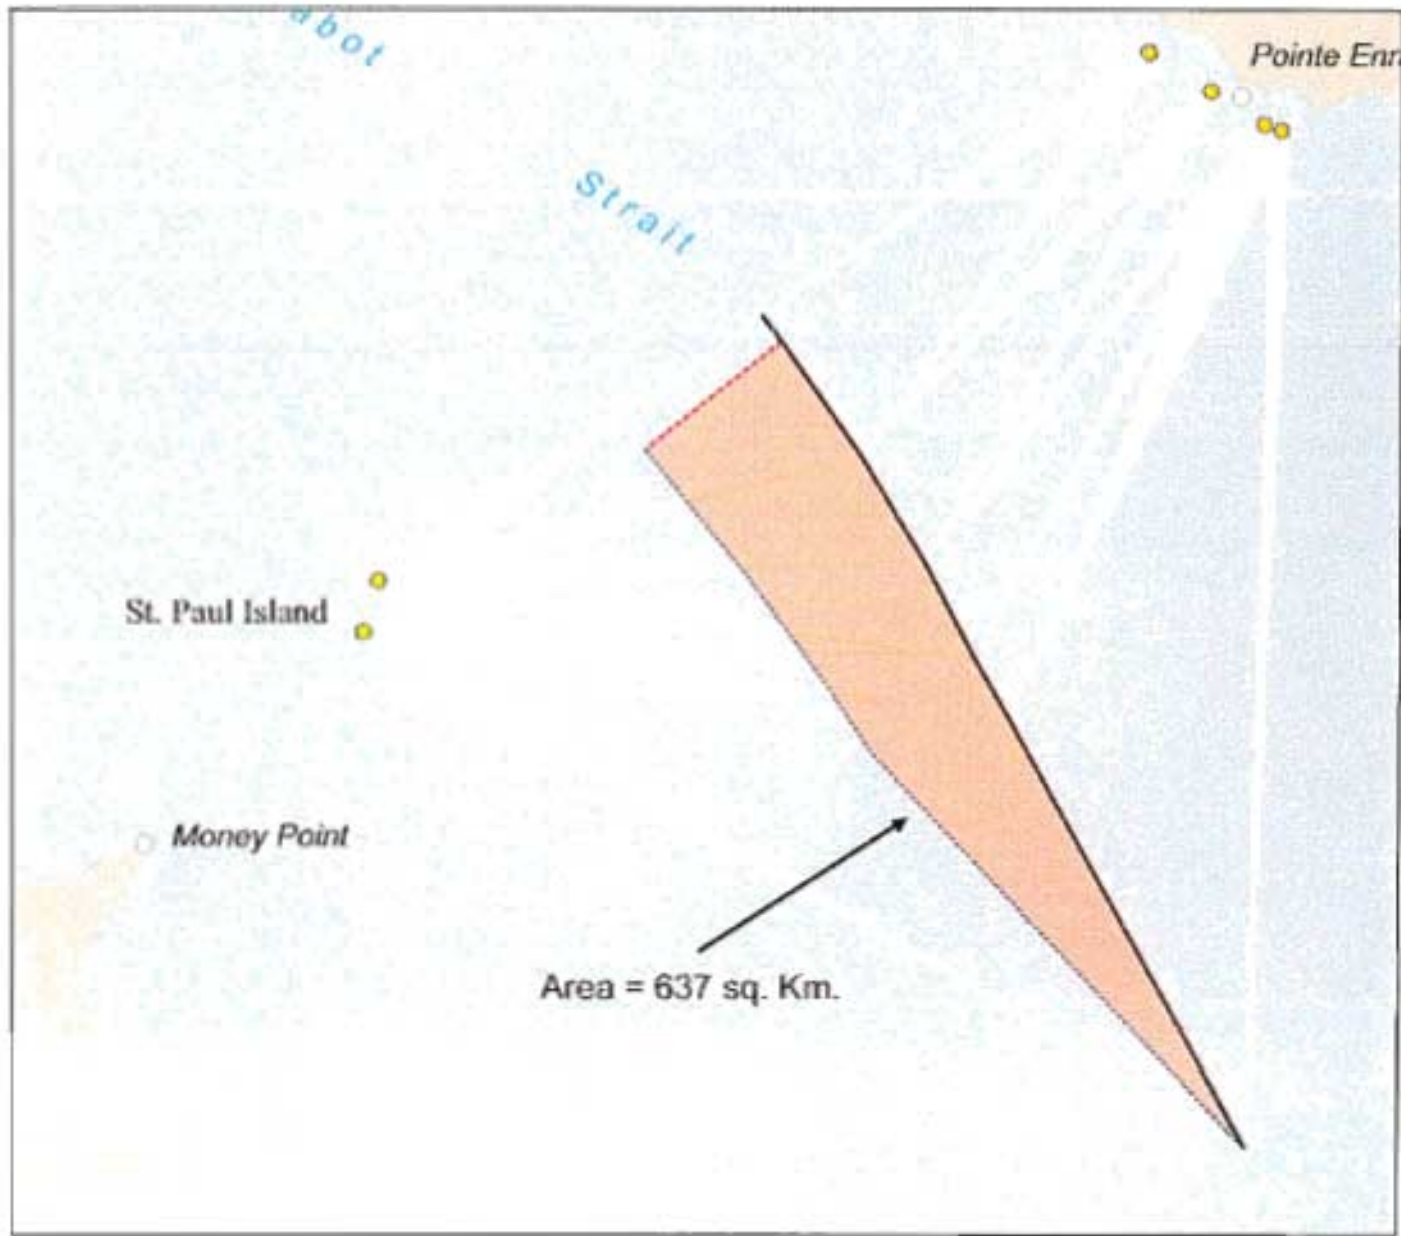 abot
Pointe Enr
Strait
St. Paul Island
Money Point
Area = 637 sq. Km.